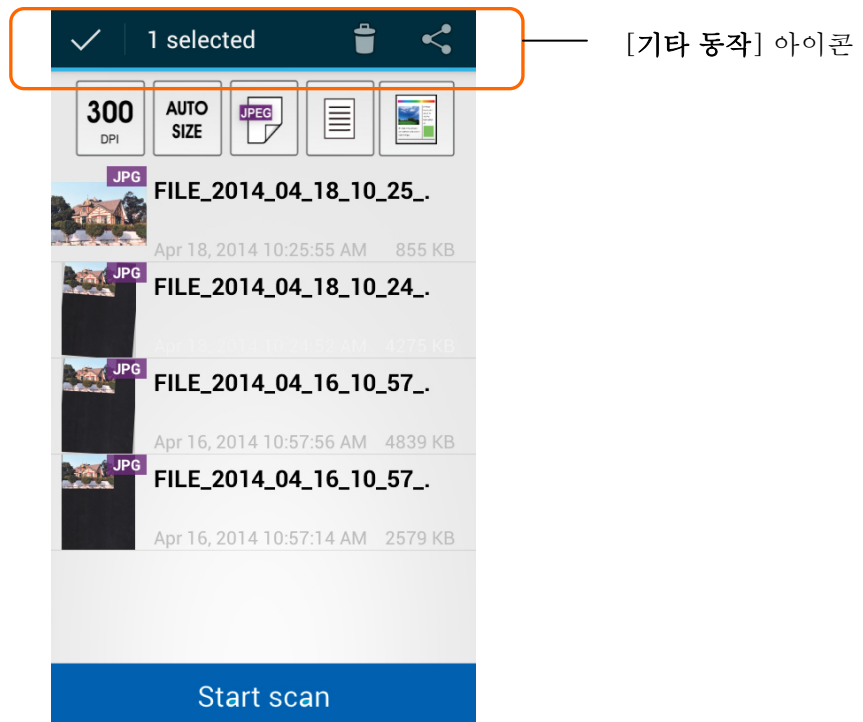 1 selected
[기타 동작] 아이콘
300
DPI
AUTO
SIZE
JPEG
JPG
FILE_2014_04_18_10_25_.
Apr 18, 2014 10:25:55 AM 855 KB
JPG
FILE_2014_04_18_10_24_.
4275 KB
JPG
FILE_2014_04_16_10_57_.
Apr 16, 2014 10:57:56 AM 4839 KB
JPG
FILE_2014_04_16_10_57_.
Apr 16, 2014 10:57:14 AM 2579 KB
Start scan